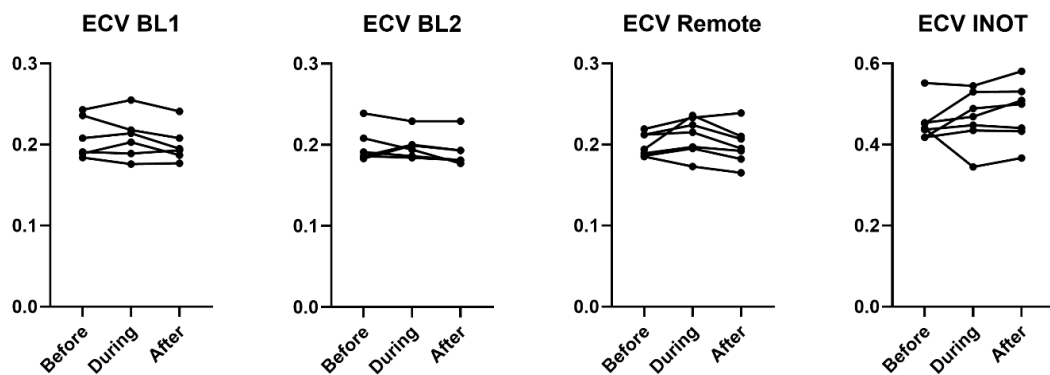 ECV BL1
0.3
0.2
0.1
0.0
Before
During
After
ECV BL2
0.3
0.2
0.1
0.0
Before
During
After
ECV Remote
0.3
0.2
0.1
0.0
Before
During
After
ECV INOT
0.6
0.4
0.2
0.0
Before
During
After